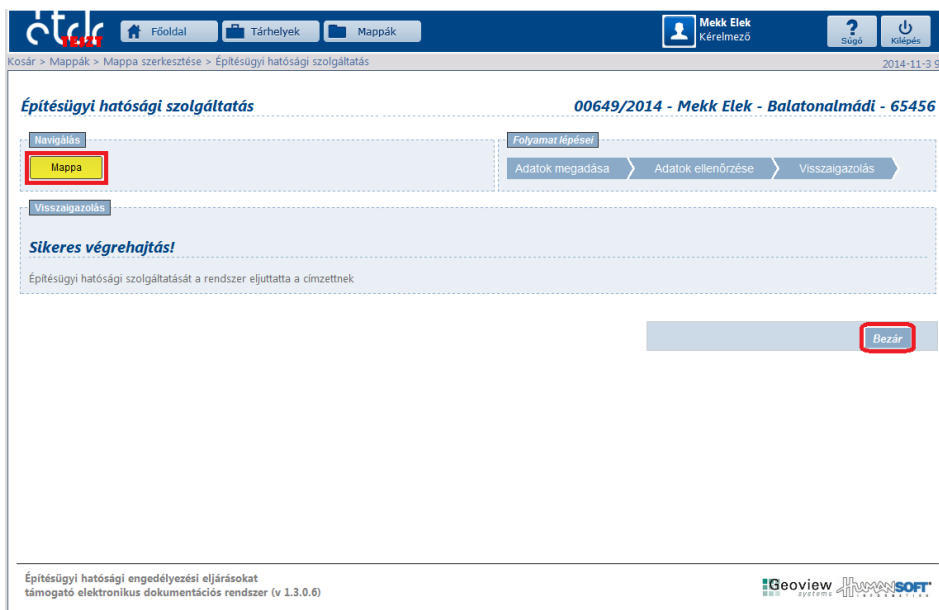 étdr
TESZT
Főoldal
Tárhelyek
Mappák
Mekk Elek
Kérelmező
?
Súgó
Kilépés
Kosár > Mappák > Mappa szerkesztése > Építésügyi hatósági szolgáltatás
2014-11-3 9
Építésügyi hatósági szolgáltatás
00649/2014 - Mekk Elek - Balatonalmádi - 65456
Navigálás
Mappa
Folyamat lépései
Adatok megadása
Adatok ellenőrzése
Visszaigazolás
Visszaigazolás
Sikeres végrehajtás!
Építésügyi hatósági szolgáltatását a rendszer eljuttatta a címzettnek
Bezár
Építésügyi hatósági engedélyezési eljárásokat
támogató elektronikus dokumentációs rendszer (v 1.3.0.6)
Geoview
systems
HUMANSOFT
INFORMATION